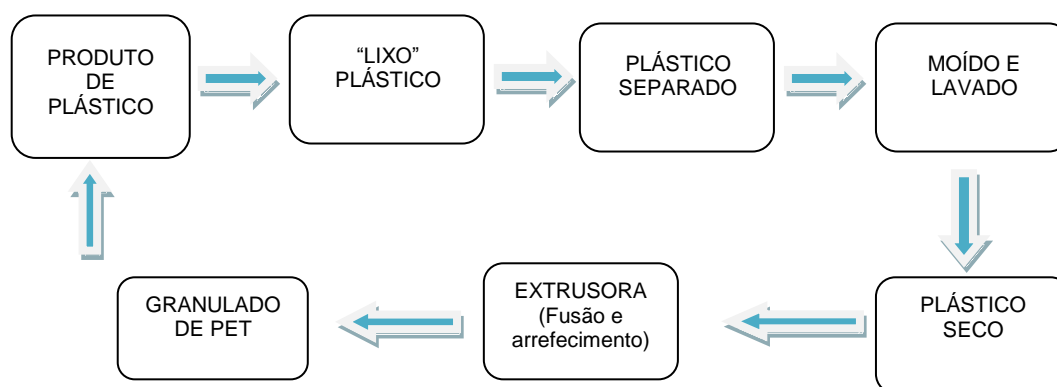 PRODUTO
DE
PLÁSTICO
“LIXO”
PLÁSTICO
PLÁSTICO
SEPARADO
MOÍDO E
LAVADO
PLÁSTICO
SECO
EXTRUSORA
(Fusão e
arrefecimento)
GRANULADO
DE PET